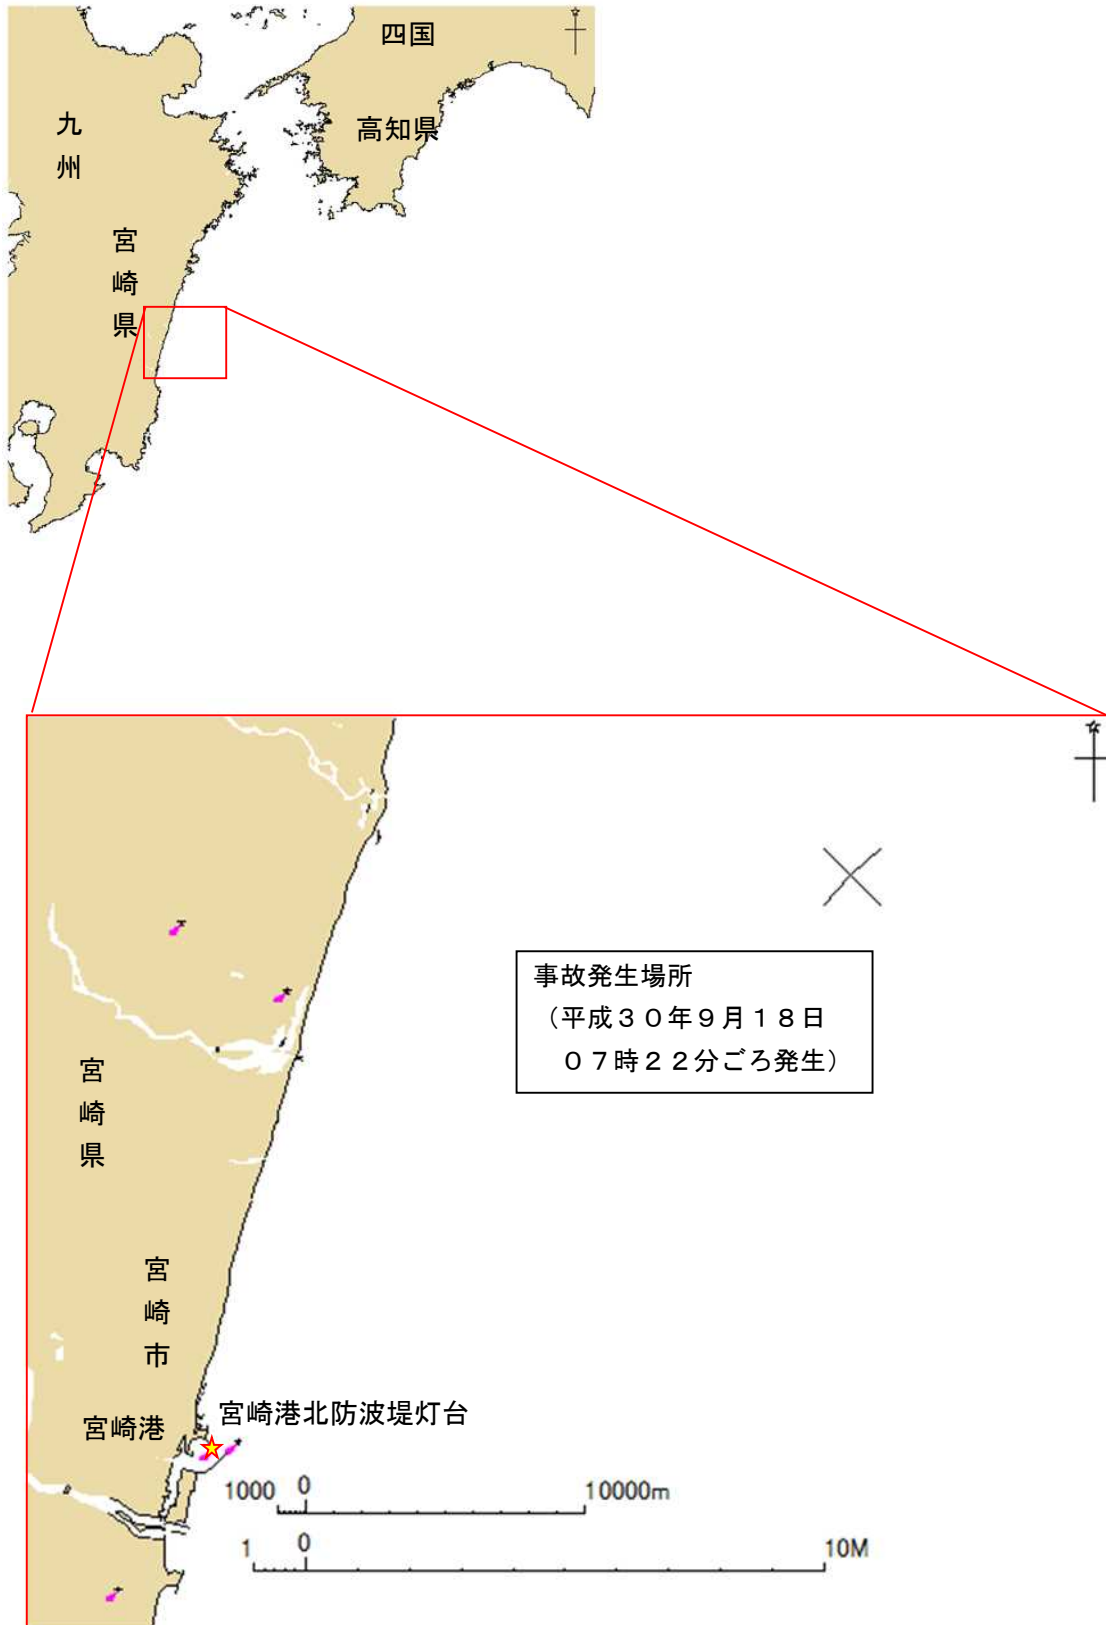 四国
高知県
九州
宮崎県
事故発生場所
（平成３０年９月１８日
０７時２２分ごろ発生）
宮崎県
宮崎市
宮崎港
宮崎港北防波堤灯台
1000 0 10000m
1 0 10M